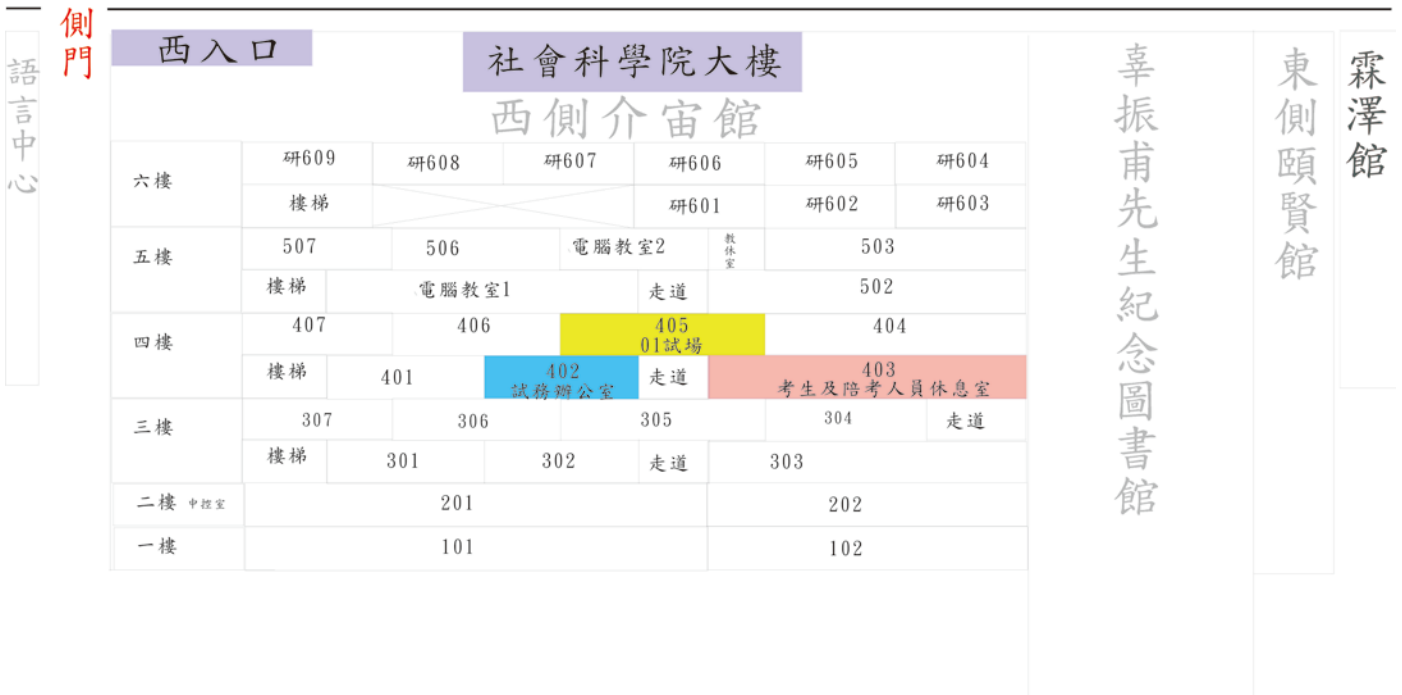 側門
西入口
社會科學院大樓
西側介宙館
語言中心
辜振甫先生紀念圖書館
東側頤賢館
霖澤館
六樓
研609 研608 研607 研606 研605 研604
樓梯 研601 研602 研603
五樓
507 506 電腦教室2 教休室 503
樓梯 電腦教室1 走道 502
四樓
407 406 405 404
01試場
樓梯 401 402 走道 403
試務辦公室 考生及陪考人員休息室
三樓
307 306 305 304 走道
樓梯 301 302 走道 303
二樓 中控室 201 202
一樓 101 102